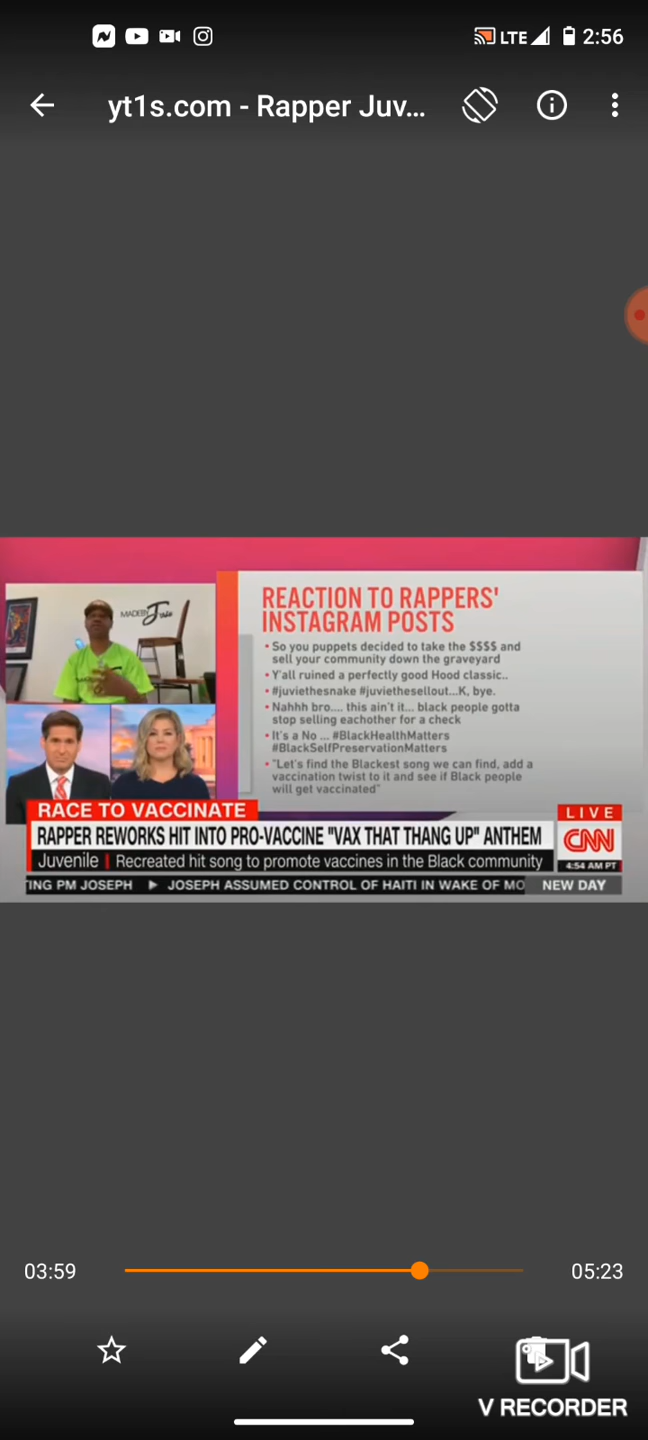 LTE 2:56
yt1s.com - Rapper Juv...
MADE BY J
REACTION TO RAPPERS'
INSTAGRAM POSTS
• So you puppets decided to take the $$$$ and
sell your community down the graveyard
• Y'all ruined a perfectly good Hood classic..
• #juviethesnake #juvietheselIout...K, bye.
• Nahhh bro.... this ain't it... black people gotta
stop selling eachother for a check
• It's a No ... #BlackHealthMatters
#BlackSelfPreservationMatters
• "Let's find the Blackest song we can find, add a
vaccination twist to it and see if Black people
will get vaccinated"
RACE TO VACCINATE
RAPPER REWORKS HIT INTO PRO-VACCINE "VAX THAT THANG UP" ANTHEM
Juvenile | Recreated hit song to promote vaccines in the Black community
LIVE
CNN
4:54 AM PT
ING PM JOSEPH ▶ JOSEPH ASSUMED CONTROL OF HAITI IN WAKE OF MO
NEW DAY
03:59
05:23
V RECORDER